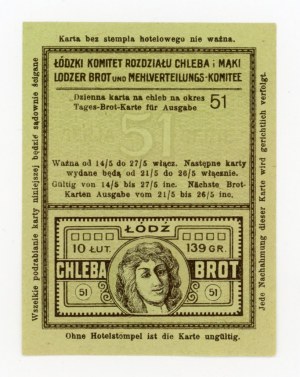 Karta bez stempla hotelowego nie ważna.
ŁÓDZKI KOMITET ROZDZIAŁU CHLEBA i MĄKI
LODZER BROT UND MEHLVERTEILUNGS-KOMITEE
Dzienna karta na chleb na okres
Tages-Brot-Karte für Ausgabe
51
51
Ważna od 14/5 do 27/5 włącz. Następne karty
wydane będą od 21/5 do 26/5 włącznie.
Gültig von 14/5 bis 27/5 inc. Nächste Brot-
Karten Ausgabe vom 21/5 bis 26/5 inc.
ŁÓDŹ
10 ŁUT. 139 GR.
CHLEBA BROT
51 51
Ohne Hotelstempel ist die Karte ungültig.
Wszelkie podrabianie karty niniejszej będzie sądownie ścigane
Jede Nachahmung dieser Karte wird gerichtlich verfolgt.